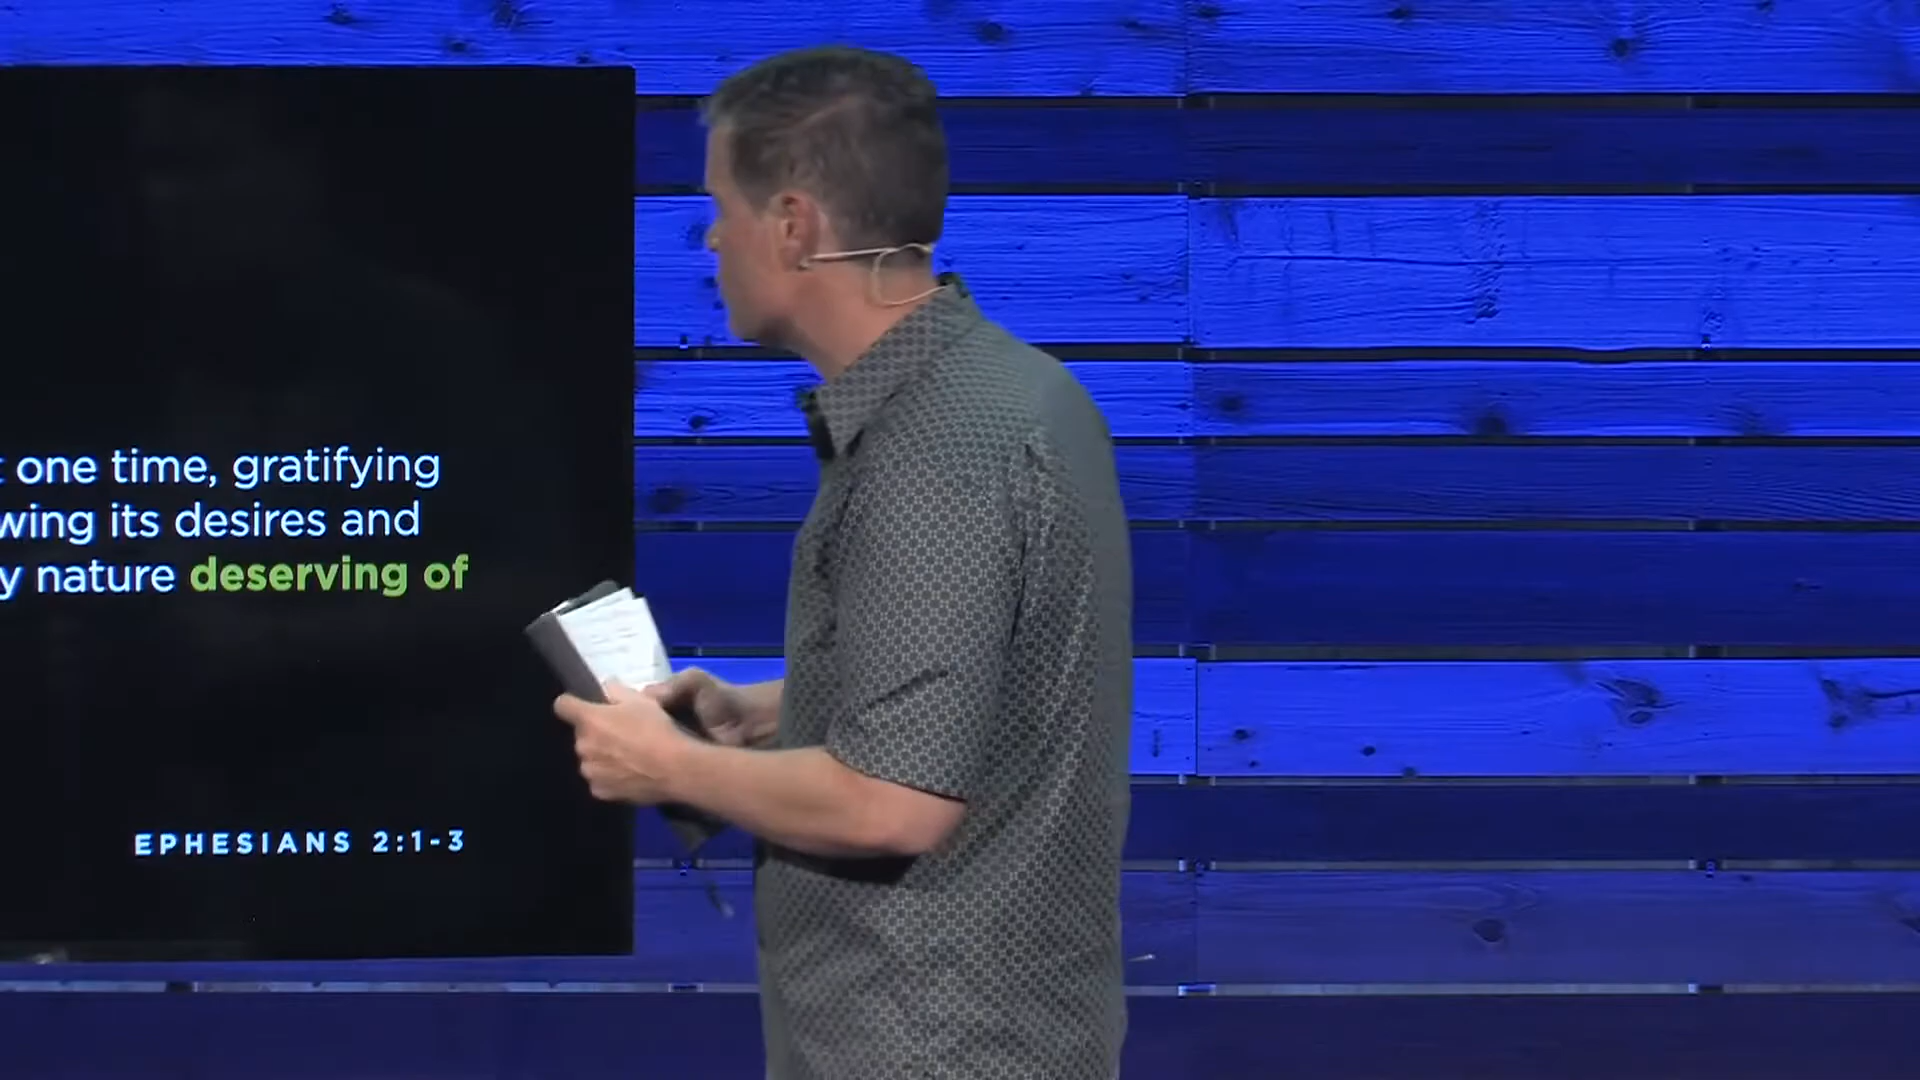 one time, gratifying
wing its desires and
y nature deserving of
EPHESIANS 2:1-3